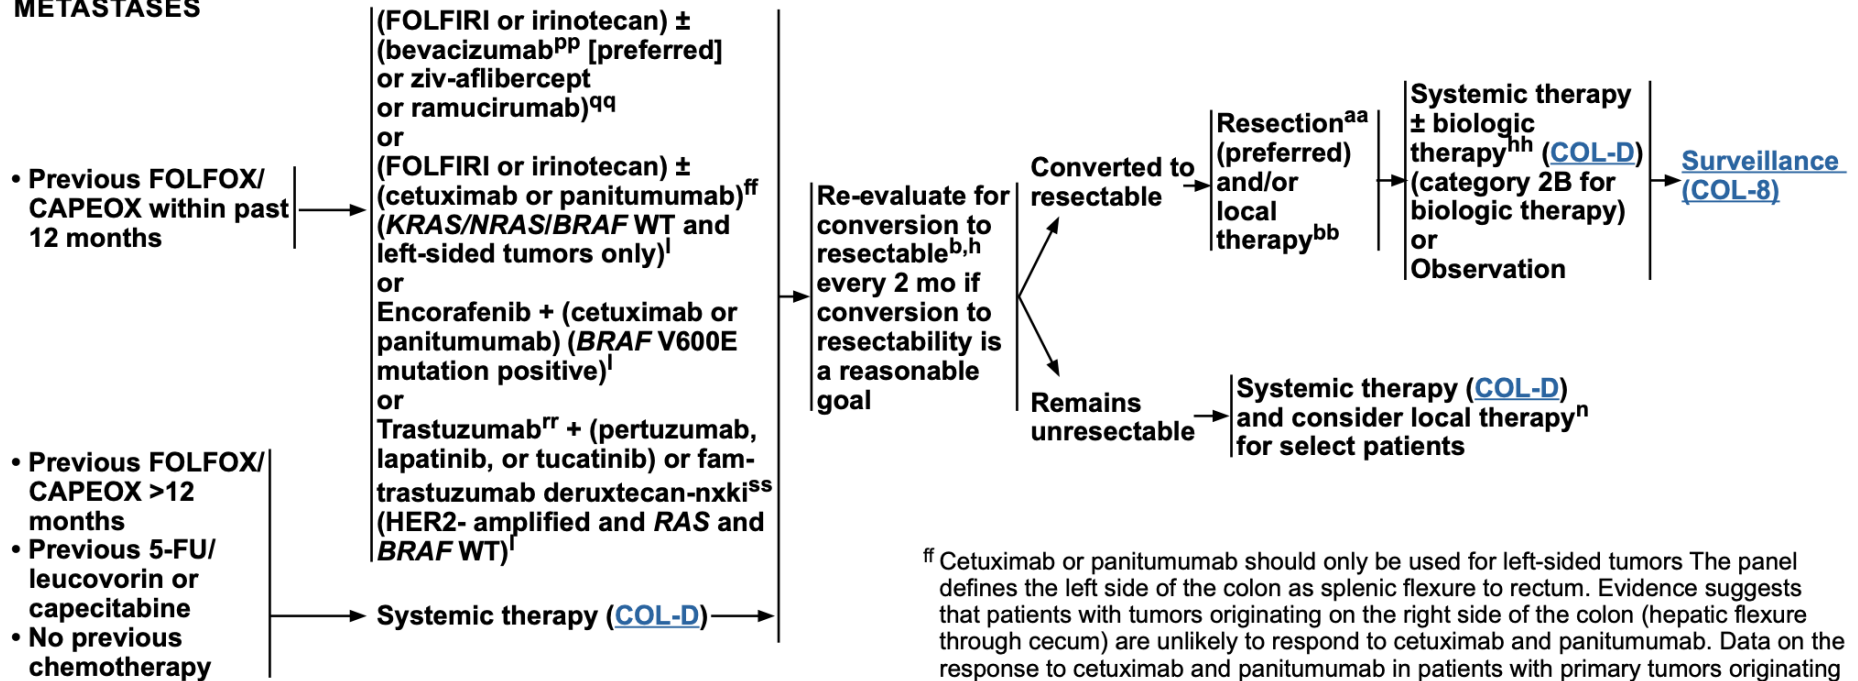 METASTASES
• Previous FOLFOX/
CAPEOX within past
12 months
(FOLFIRI or irinotecan) ±
(bevacizumabpp [preferred]
or ziv-aflibercept
or ramucirumab)qq
or
(FOLFIRI or irinotecan) ±
(cetuximab or panitumumab)ff
(KRAS/NRAS/BRAF WT and
left-sided tumors only)l
or
Encorafenib + (cetuximab or
panitumumab) (BRAF V600E
mutation positive)l
or
Trastuzumabrr + (pertuzumab,
lapatinib, or tucatinib) or fam-
trastuzumab deruxtecan-nxkiss
(HER2- amplified and RAS and
BRAF WT)l
• Previous FOLFOX/
CAPEOX >12
months
• Previous 5-FU/
leucovorin or
capecitabine
• No previous
chemotherapy
Systemic therapy (COL-D)
Re-evaluate for
conversion to
resectableb,h
every 2 mo if
conversion to
resectability is
a reasonable
goal
Converted to
resectable
Resectionaa
(preferred)
and/or
local
therapybb
Systemic therapy
± biologic
therapyhh (COL-D)
(category 2B for
biologic therapy)
or
Observation
Surveillance
(COL-8)
Remains
unresectable
Systemic therapy (COL-D)
and consider local therapyn
for select patients
ff Cetuximab or panitumumab should only be used for left-sided tumors The panel
defines the left side of the colon as splenic flexure to rectum. Evidence suggests
that patients with tumors originating on the right side of the colon (hepatic flexure
through cecum) are unlikely to respond to cetuximab and panitumumab. Data on the
response to cetuximab and panitumumab in patients with primary tumors originating